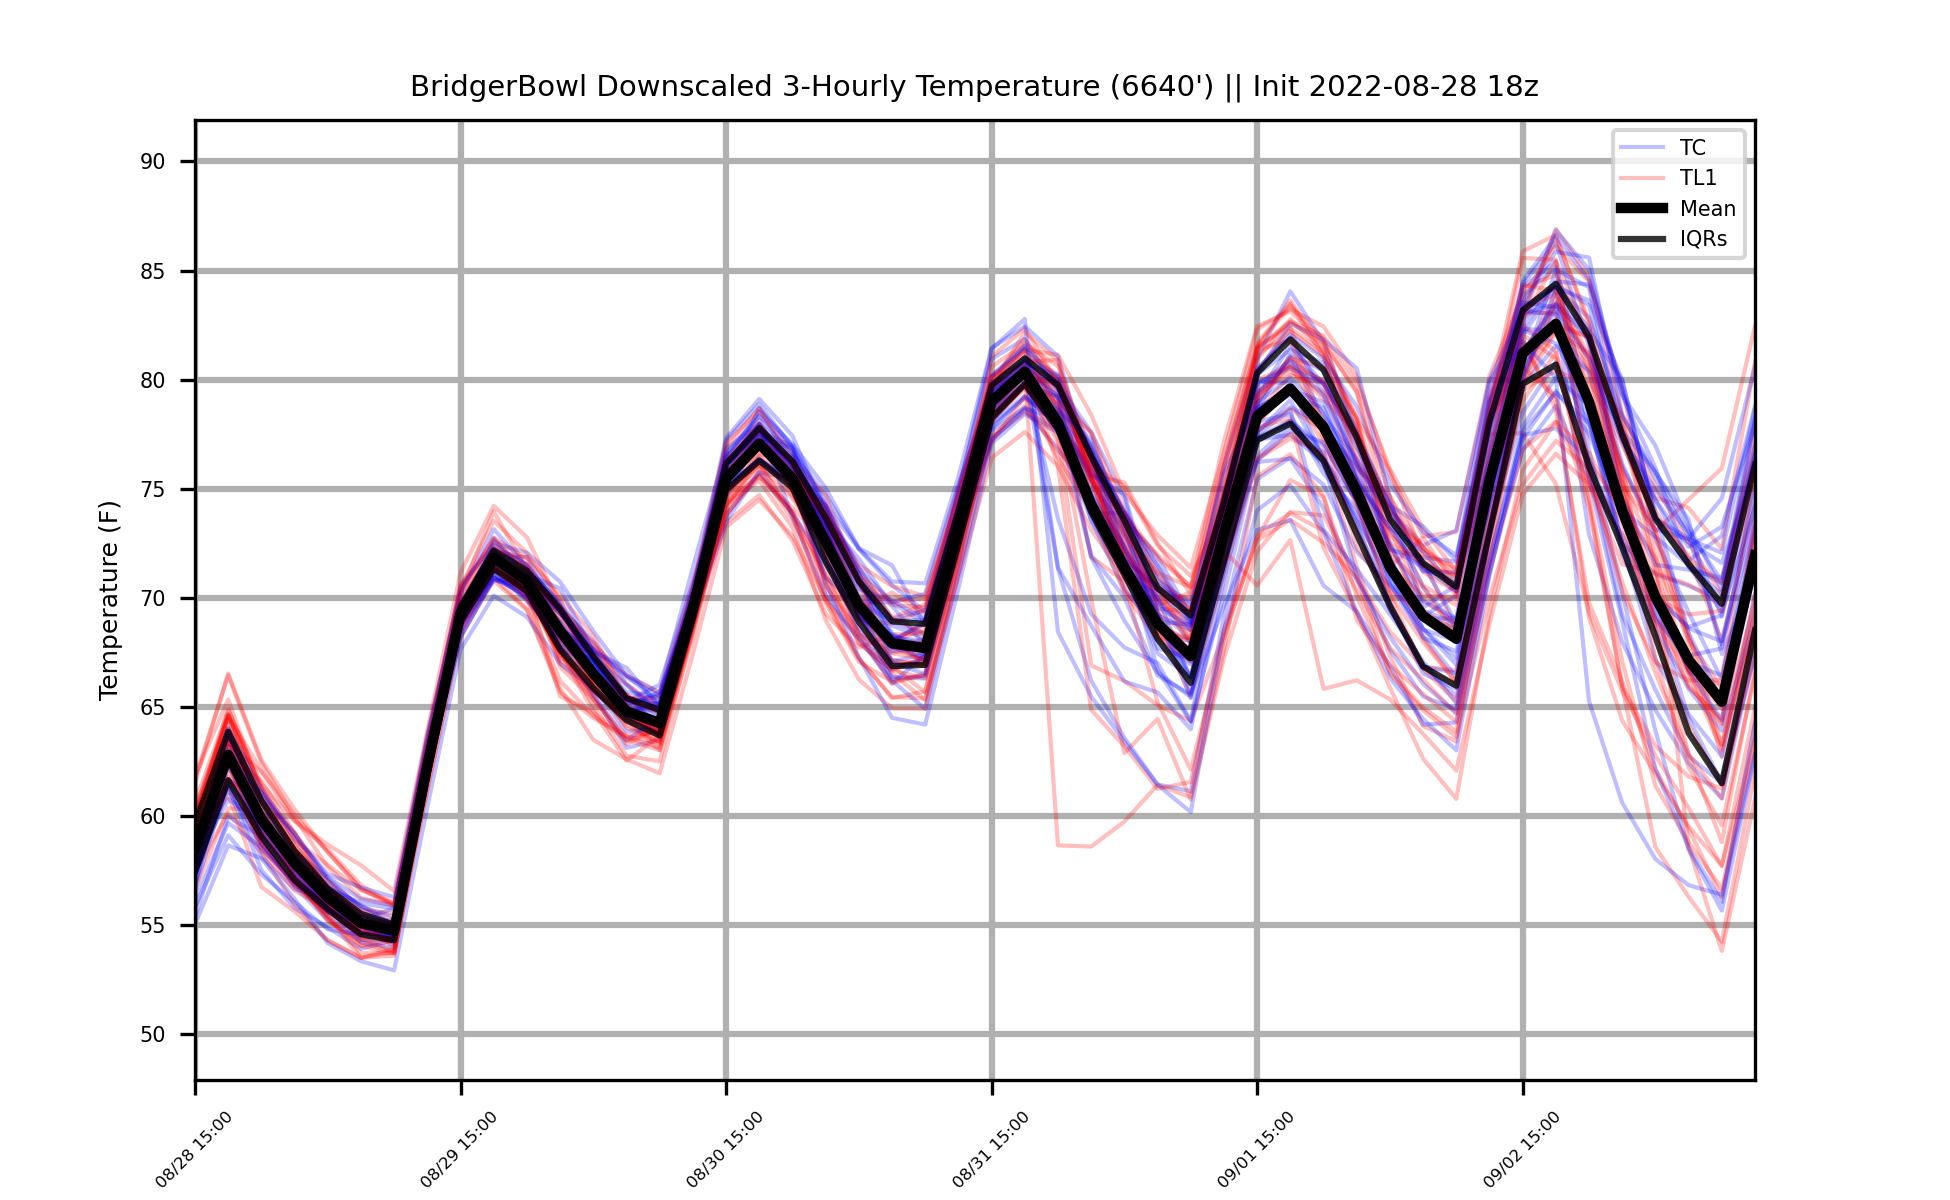 BridgerBowl Downscaled 3-Hourly Temperature (6640') || Init 2022-08-28 18z
TC
TL1
Mean
IQRs
Temperature (F)
90
85
80
75
70
65
60
55
50
08/28 15:00
08/29 15:00
08/30 15:00
08/31 15:00
09/01 15:00
09/02 15:00